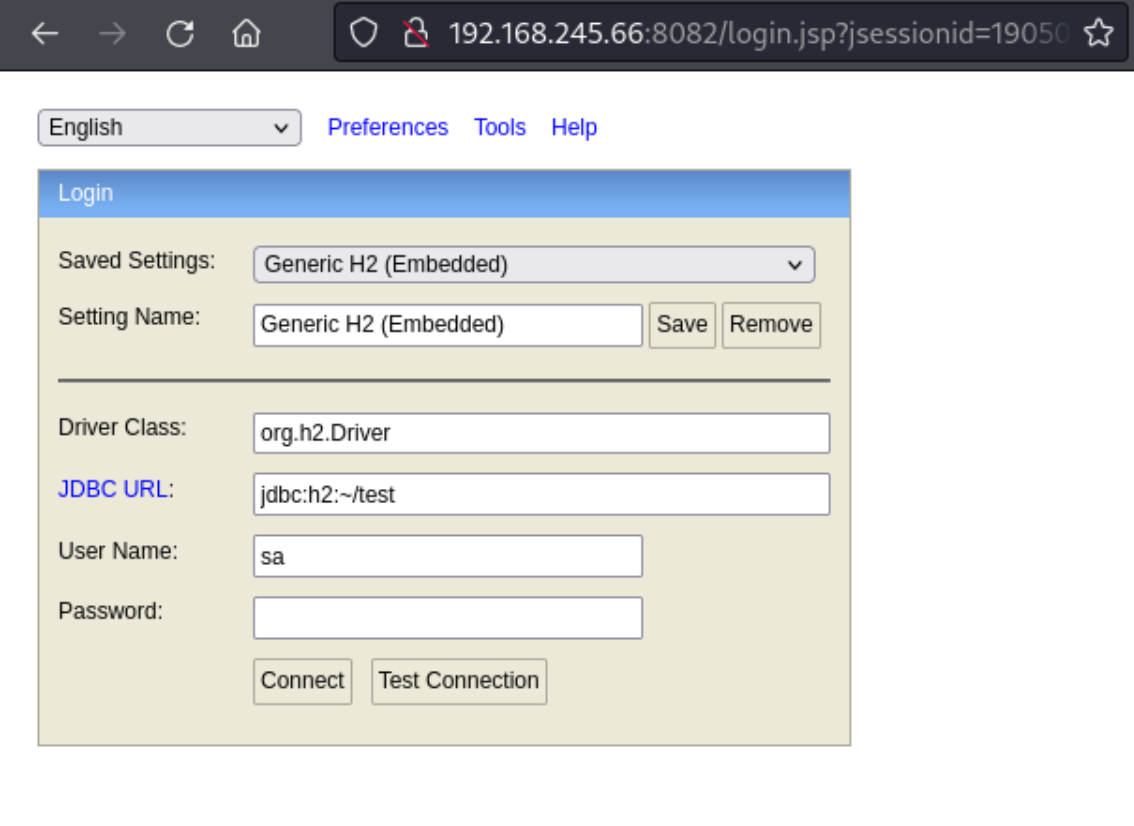 192.168.245.66:8082/login.jsp?jsessionid=19050
English Preferences Tools Help
Login
Saved Settings: Generic H2 (Embedded)
Setting Name: Generic H2 (Embedded) Save Remove
Driver Class: org.h2.Driver
JDBC URL: jdbc:h2:~/test
User Name: sa
Password:
Connect Test Connection